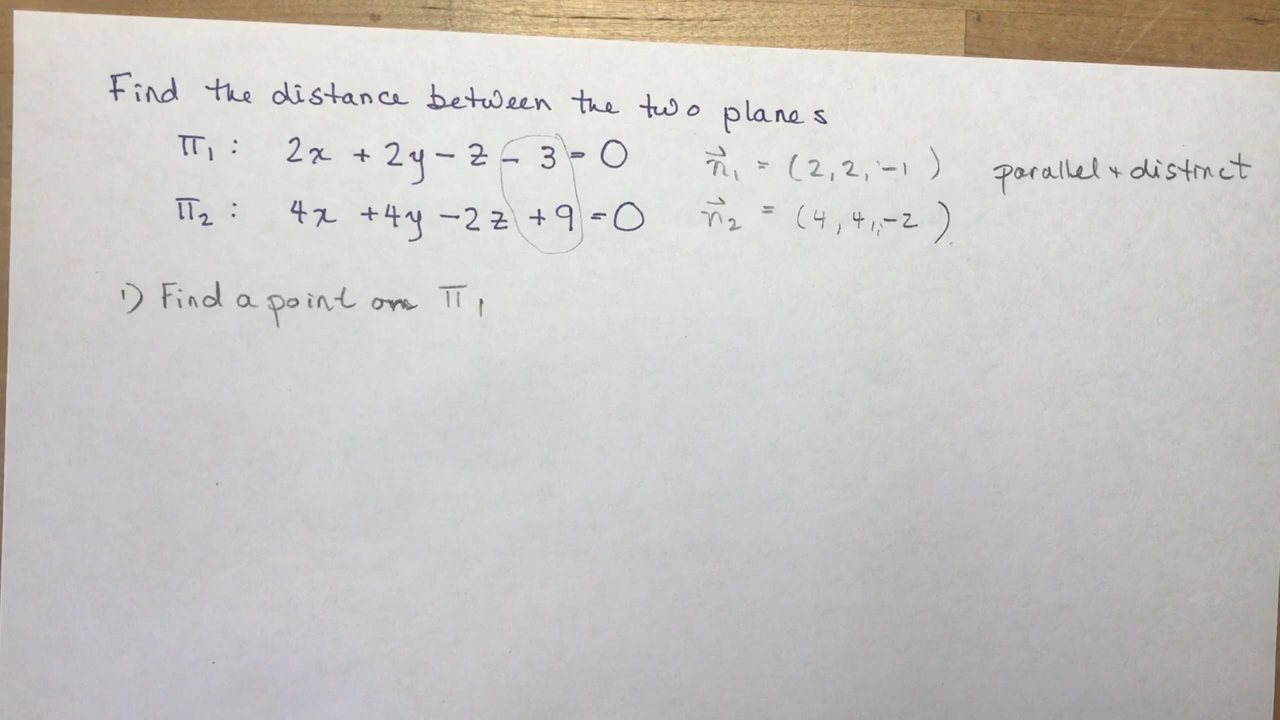 Find the distance between the two planes
π₁ : 2x + 2y - z - 3 = 0 n⃗₁ = (2, 2, -1) parallel + distinct
π₂ : 4x + 4y - 2z + 9 = 0 n⃗₂ = (4, 4, -2).
1) Find a point on π₁